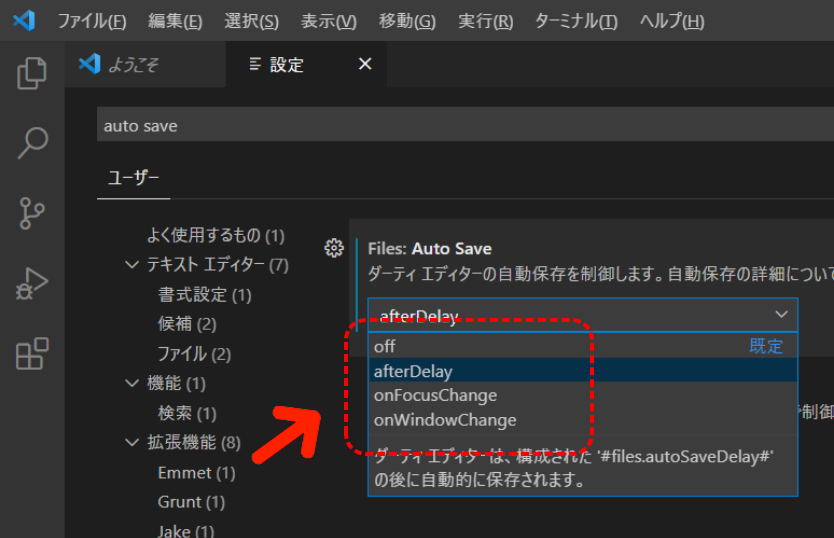 ファイル(F) 編集(E) 選択(S) 表示(V) 移動(G) 実行(R) ターミナル(T) ヘルプ(H)
ようこそ 設定
auto save
ユーザー
よく使用するもの (1)
テキスト エディター (7)
書式設定 (1)
候補 (2)
ファイル (2)
機能 (1)
検索 (1)
拡張機能 (8)
Emmet (1)
Grunt (1)
Jake (1)
Files: Auto Save
ダーティ エディターの自動保存を制御します。自動保存の詳細につい
afterDelay
off 既定
afterDelay
onFocusChange
onWindowChange
制御
ダーティ エディターは、構成された '#files.autoSaveDelay#'
の後に自動的に保存されます。